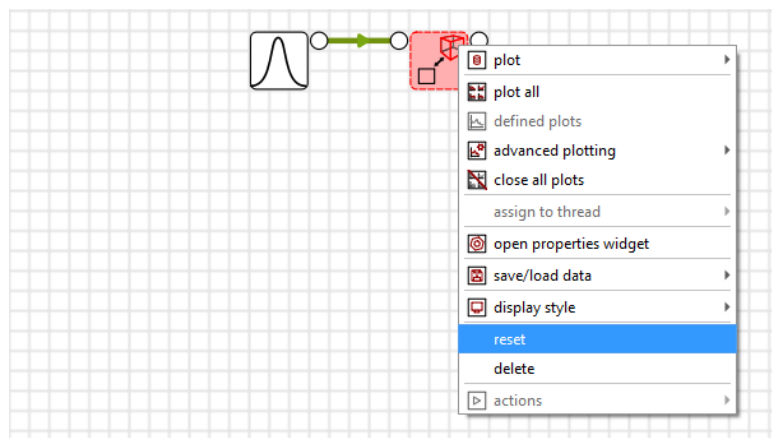 plot
plot all
defined plots
advanced plotting
close all plots
assign to thread
open properties widget
save/load data
display style
reset
delete
actions